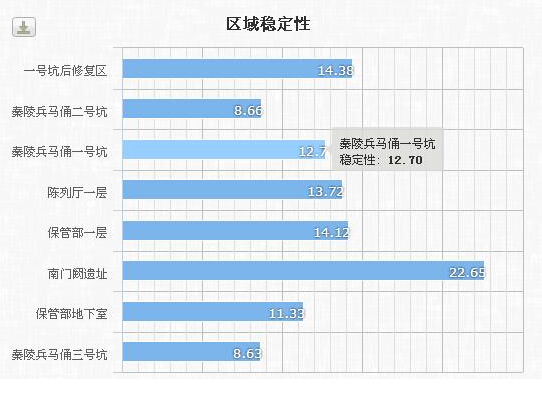 区域稳定性
一号坑后修复区
14.38
秦陵兵马俑二号坑
8.66
秦陵兵马俑一号坑
12.7
秦陵兵马俑一号坑
稳定性: 12.70
陈列厅一层
13.72
保管部一层
14.12
南门阙遗址
22.65
保管部地下室
11.33
秦陵兵马俑三号坑
8.63